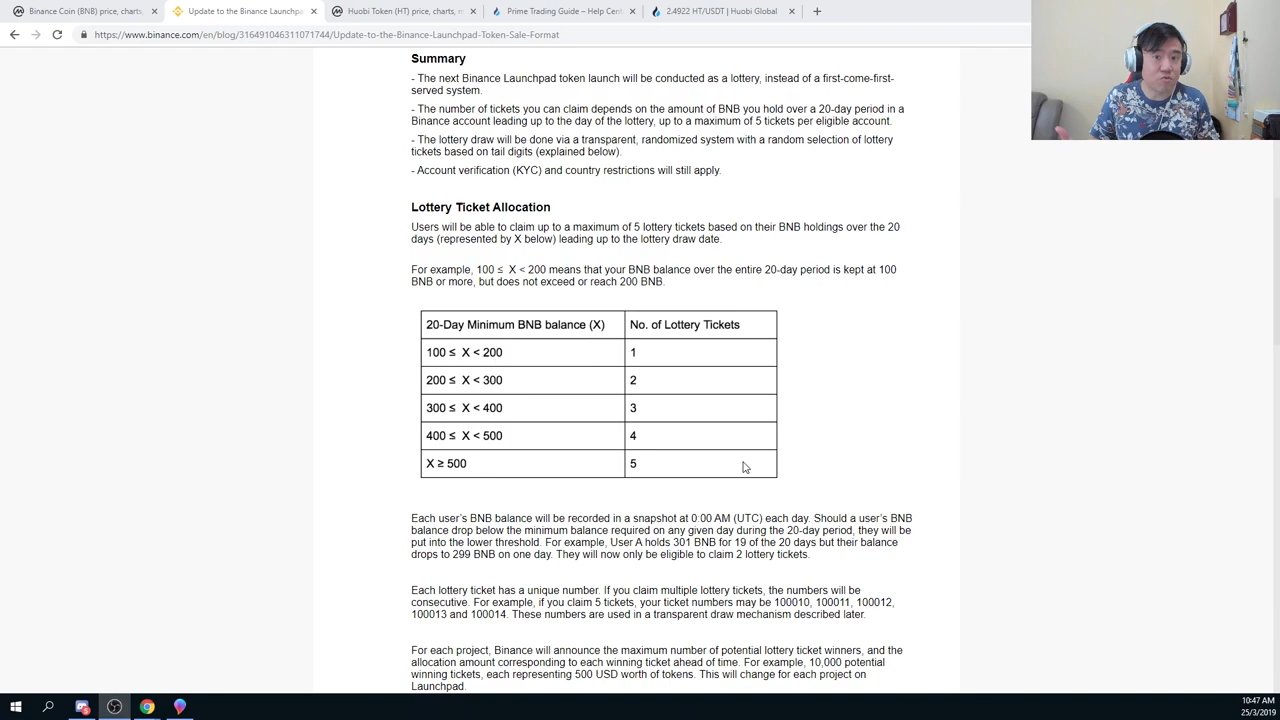 Binance Coin (BNB) price, charts,
Update to the Binance Launchpa
Huobi Token (HT) price, charts, m
Prime Trading Guide – Help Cent
2.4922 HT/USDT | Huobi Global
https://www.binance.com/en/blog/316491046311071744/Update-to-the-Binance-Launchpad-Token-Sale-Format
Summary
- The next Binance Launchpad token launch will be conducted as a lottery, instead of a first-come-first-
served system.
- The number of tickets you can claim depends on the amount of BNB you hold over a 20-day period in a
Binance account leading up to the day of the lottery, up to a maximum of 5 tickets per eligible account.
- The lottery draw will be done via a transparent, randomized system with a random selection of lottery
tickets based on tail digits (explained below).
- Account verification (KYC) and country restrictions will still apply.
Lottery Ticket Allocation
Users will be able to claim up to a maximum of 5 lottery tickets based on their BNB holdings over the 20
days (represented by X below) leading up to the lottery draw date.
For example, 100 ≤ X < 200 means that your BNB balance over the entire 20-day period is kept at 100
BNB or more, but does not exceed or reach 200 BNB.
20-Day Minimum BNB balance (X) No. of Lottery Tickets
100 ≤ X < 200 1
200 ≤ X < 300 2
300 ≤ X < 400 3
400 ≤ X < 500 4
X ≥ 500 5
Each user's BNB balance will be recorded in a snapshot at 0:00 AM (UTC) each day. Should a user's BNB
balance drop below the minimum balance required on any given day during the 20-day period, they will be
put into the lower threshold. For example, User A holds 301 BNB for 19 of the 20 days but their balance
drops to 299 BNB on one day. They will now only be eligible to claim 2 lottery tickets.
Each lottery ticket has a unique number. If you claim multiple lottery tickets, the numbers will be
consecutive. For example, if you claim 5 tickets, your ticket numbers may be 100010, 100011, 100012,
100013 and 100014. These numbers are used in a transparent draw mechanism described later.
For each project, Binance will announce the maximum number of potential lottery ticket winners, and the
allocation amount corresponding to each winning ticket ahead of time. For example, 10,000 potential
winning tickets, each representing 500 USD worth of tokens. This will change for each project on
Launchpad.
10:47 AM
25/3/2019